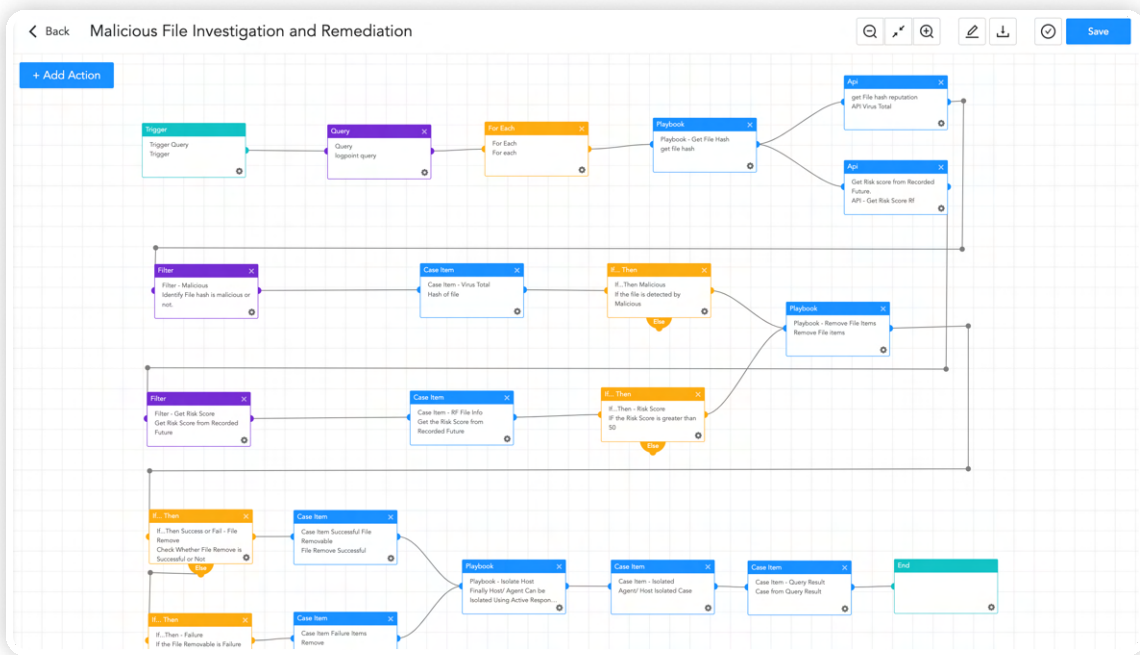 Back
Malicious File Investigation and Remediation
Save
+ Add Action
Trigger
Trigger Query
Trigger
Query
Query
logpoint query
For Each
For Each
For each
Playbook
Playbook - Get File Hash
get file hash
Api
get File hash reputation
API Virus Total
Api
Get Risk score from Recorded
Future.
API - Get Risk Score RF
Filter
Filter - Malicious
Identify File hash is malicious or
not.
Case Item
Case Item - Virus Total
Hash of file
If... Then
If...Then Malicious
If the file is detected by
Malicious
Else
Playbook
Playbook - Remove File Items
Remove File items
Filter
Filter - Get Risk Score
Get Risk Score from Recorded
Future
Case Item
Case Item - RF File Info
Get the Risk Score from
Recorded Future
If... Then
If...Then - Risk Score
IF the Risk Score is greater than
50
Else
If... Then
If...Then Success or Fail - File
Remove
Check Whether File Remove is
Successful or Not
Else
Case Item
Case Item Successful File
Removable
File Remove Successful
Playbook
Playbook - Isolate Host
Finally Host/ Agent Can be
Isolated Using Active Respon...
Case Item
Case Item - Isolated
Agent/ Host Isolated Case
Case Item
Case Item - Query Result
Case from Query Result
End
If... Then
If...Then - Failure
If the File Removable is Failure
Case Item
Case Item Failure Items
Remove